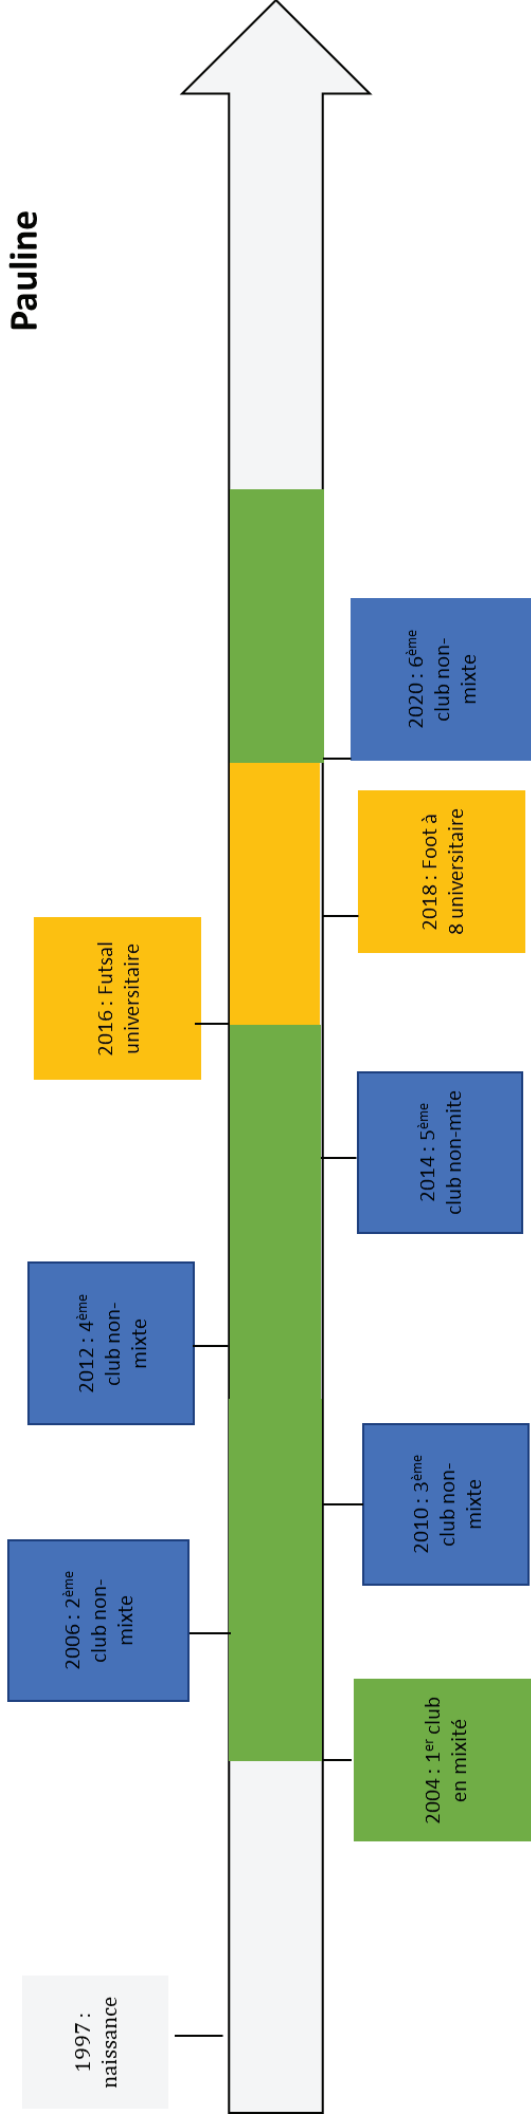 Pauline
1997 :
naissance
2006 : 2ème
club non-
mixte
2012 : 4ème
club non-
mixte
2016 : Futsal
universitaire
2004 : 1er club
en mixité
2010 : 3ème
club non-
mixte
2014 : 5ème
club non-mite
2018 : Foot à
8 universitaire
2020 : 6ème
club non-
mixte